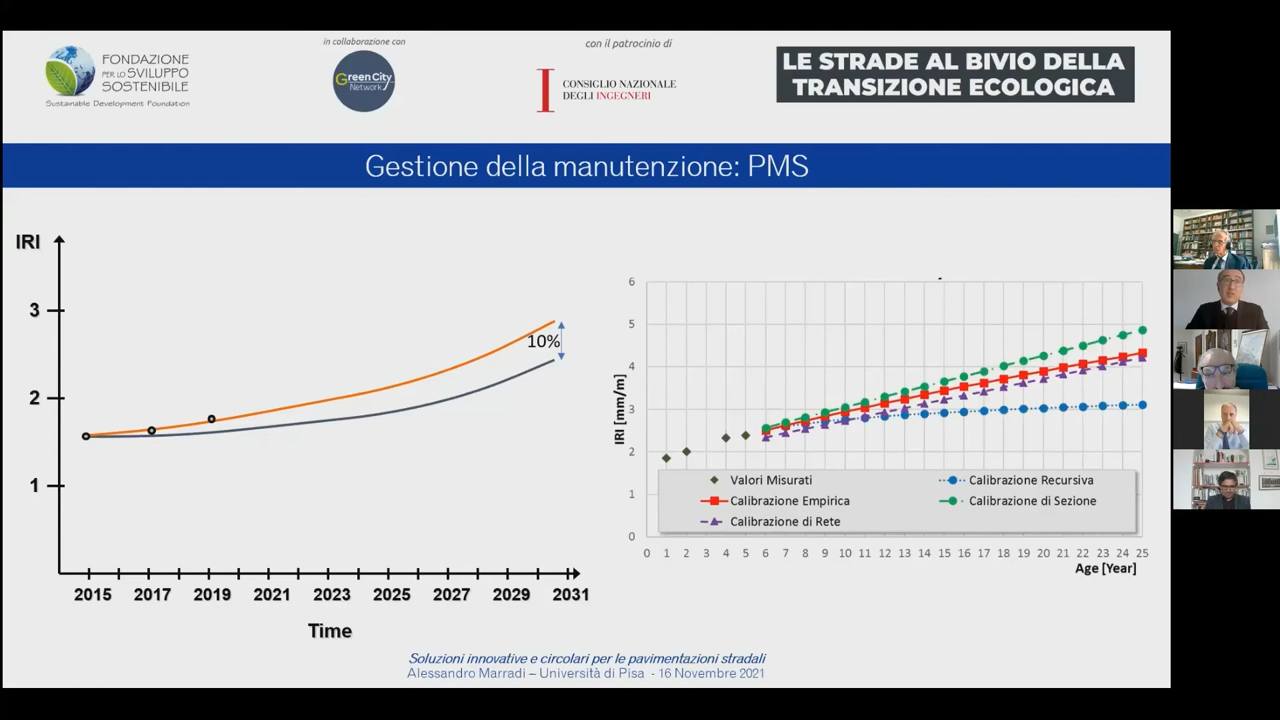 FONDAZIONE
PER LO SVILUPPO
SOSTENIBILE
Sustainable Development Foundation
in collaborazione con
GreenCity
Network
con il patrocinio di
CONSIGLIO NAZIONALE
DEGLI INGEGNERI
LE STRADE AL BIVIO DELLA
TRANSIZIONE ECOLOGICA
Gestione della manutenzione: PMS
IRI
3
2
1
10%
2015 2017 2019 2021 2023 2025 2027 2029 2031
Time
IRI [mm/m]
6
5
4
3
2
1
0
Valori Misurati
Calibrazione Recursiva
Calibrazione Empirica
Calibrazione di Sezione
Calibrazione di Rete
0 1 2 3 4 5 6 7 8 9 10 11 12 13 14 15 16 17 18 19 20 21 22 23 24 25
Age [Year]
Soluzioni innovative e circolari per le pavimentazioni stradali
Alessandro Marradi – Università di Pisa - 16 Novembre 2021